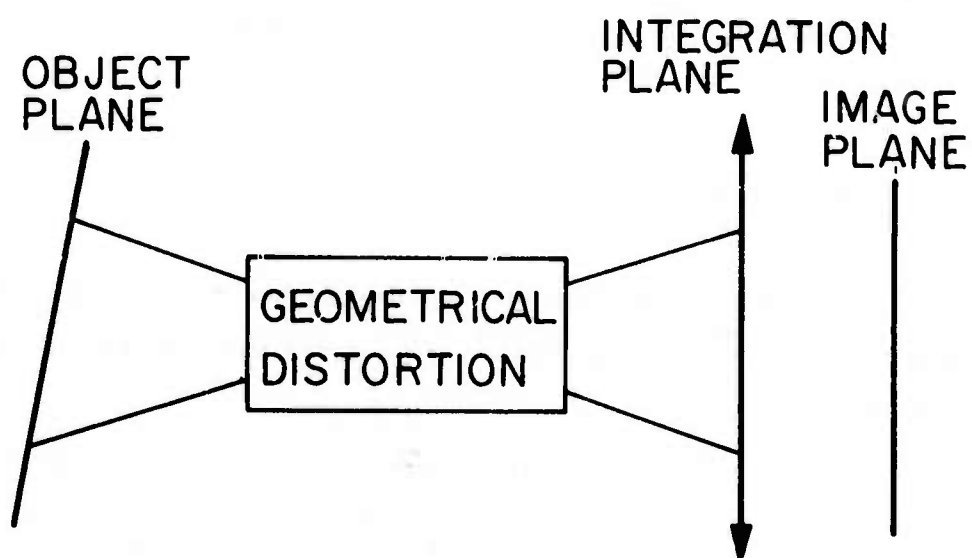 OBJECT
PLANE
INTEGRATION
PLANE
IMAGE
PLANE
GEOMETRICAL
DISTORTION